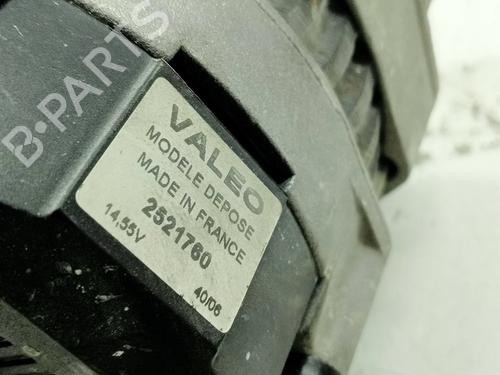 B-PARTS
VALEO
MODELE DEPOSE
MADE IN FRANCE
2521760
14,55V
40/06